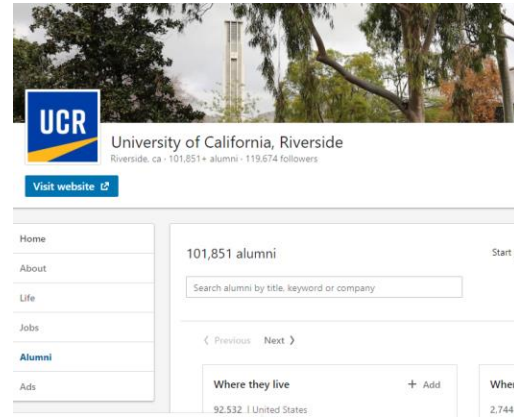 UCR
University of California, Riverside
Riverside, ca · 101,851+ alumni · 119,674 followers
Visit website
Home
About
Life
Jobs
Alumni
Ads
101,851 alumni
Start
Search alumni by title, keyword or company
Previous Next
Where they live + Add
92,532 | United States
Wher
2,744